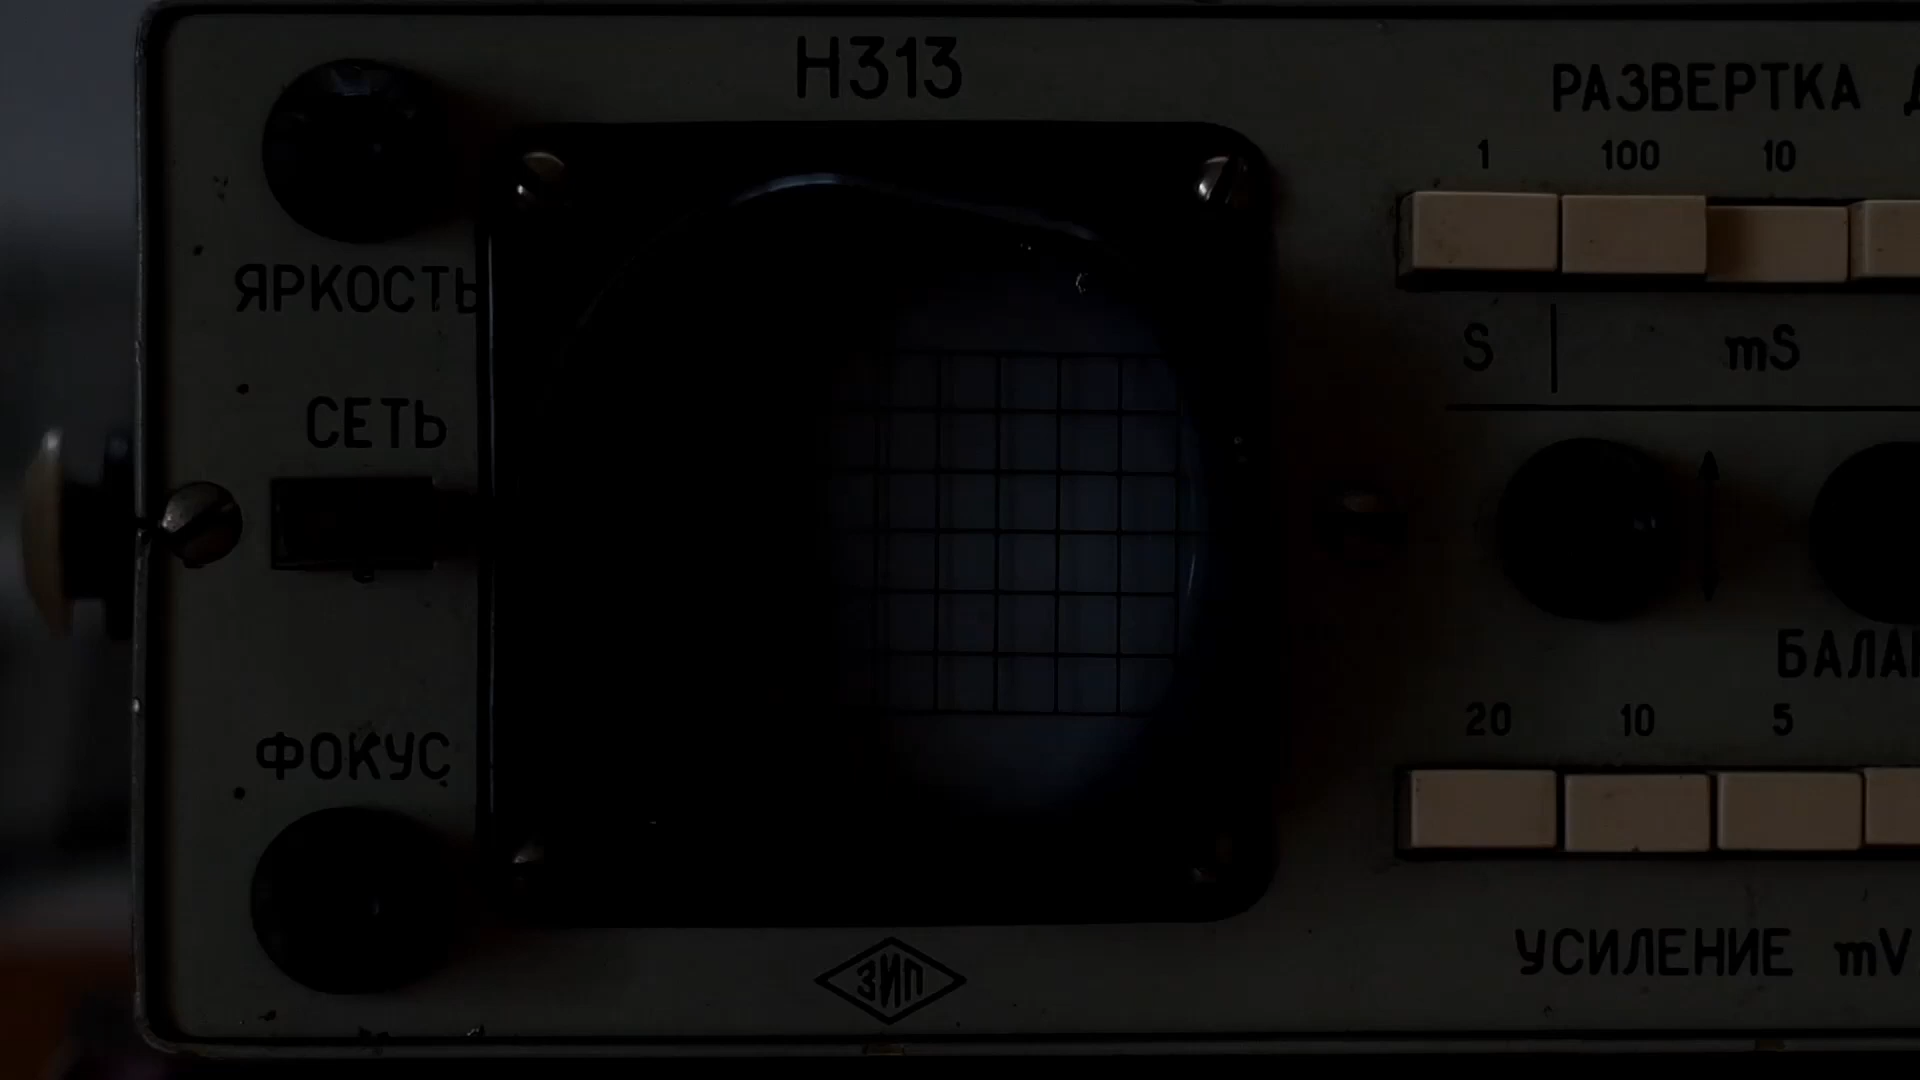 Н313
РАЗВЕРТКА
1 100 10
ЯРКОСТЬ
S mS
СЕТЬ
20 10 5
ФОКУС
УСИЛЕНИЕ mV
ЗИП